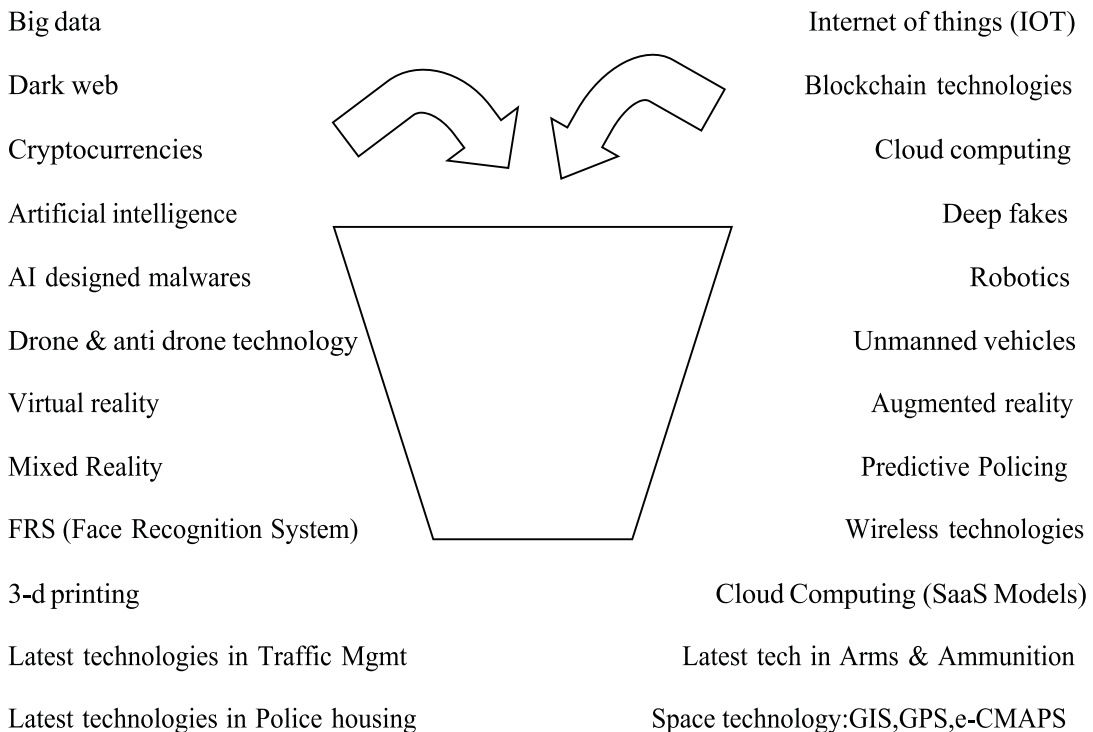 Big data
Internet of things (IOT)
Dark web
Blockchain technologies
Cryptocurrencies
Cloud computing
Artificial intelligence
Deep fakes
AI designed malwares
Robotics
Drone & anti drone technology
Unmanned vehicles
Virtual reality
Augmented reality
Mixed Reality
Predictive Policing
FRS (Face Recognition System)
Wireless technologies
3-d printing
Cloud Computing (SaaS Models)
Latest technologies in Traffic Mgmt
Latest tech in Arms & Ammunition
Latest technologies in Police housing
Space technology:GIS,GPS,e-CMAPS